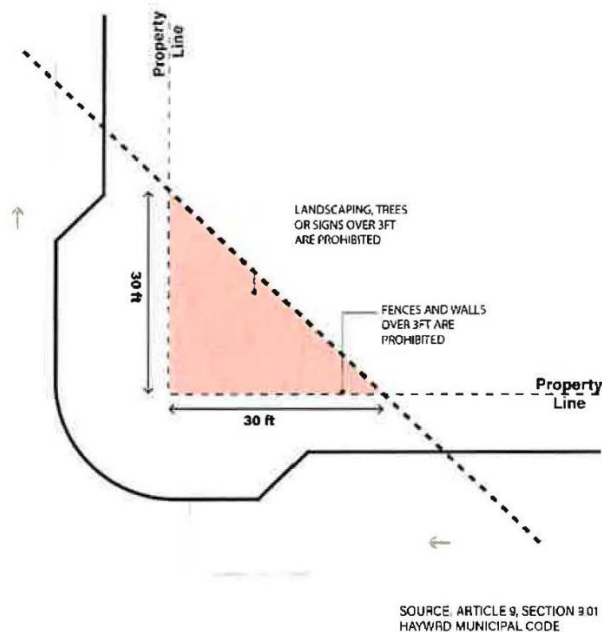 Property
Line
LANDSCAPING, TREES
OR SIGNS OVER 3FT
ARE PROHIBITED
30 ft
FENCES AND WALLS
OVER 3FT ARE
PROHIBITED
Property
Line
30 ft
SOURCE: ARTICLE 9, SECTION 9.01
HAYWRD MUNICIPAL CODE